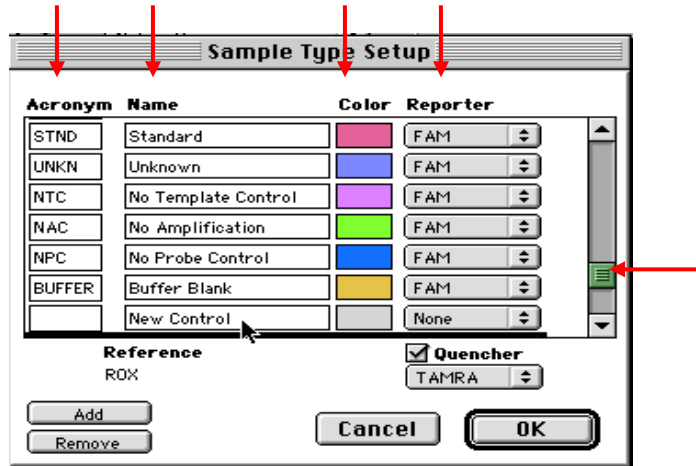 Sample Type Setup
Acronym Name Color Reporter
STND Standard FAM
UNKN Unknown FAM
NTC No Template Control FAM
NAC No Amplification FAM
NPC No Probe Control FAM
BUFFER Buffer Blank FAM
New Control None
Reference Quencher
ROX TAMRA
Add
Remove
Cancel OK